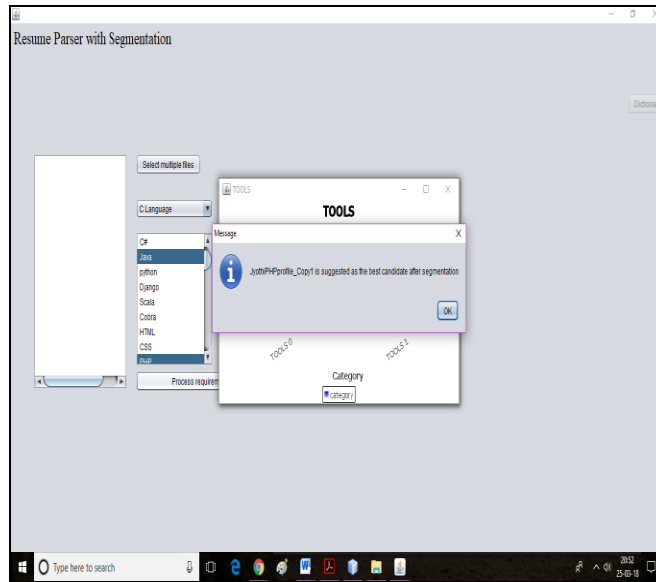 Resume Parser with Segmentation
Dictiona
Select multiple files
TOOLS
C Language
TOOLS
Message
C#
Java
JyothiPHPprofile_Copy1 is suggested as the best candidate after segmentation
python
Django
Scala
OK
Cobra
HTML
CSS
PHP
TOOLS 0
TOOLS 1
Category
Process requirem
category
Type here to search
20:52
25-03-18